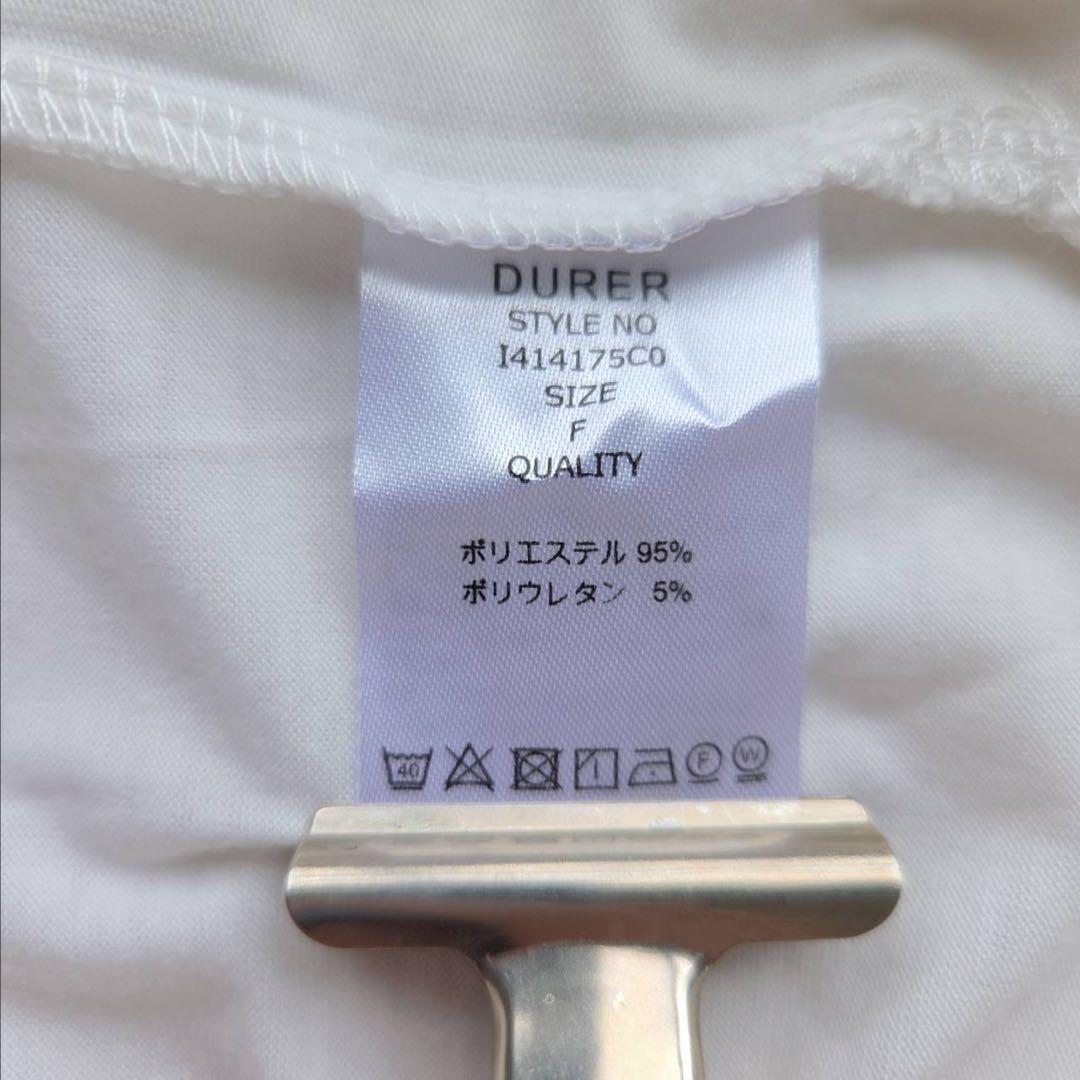 DURER
STYLE NO
I414175C0
SIZE
F
QUALITY
ポリエステル 95%
ポリウレタン 5%
40 F W